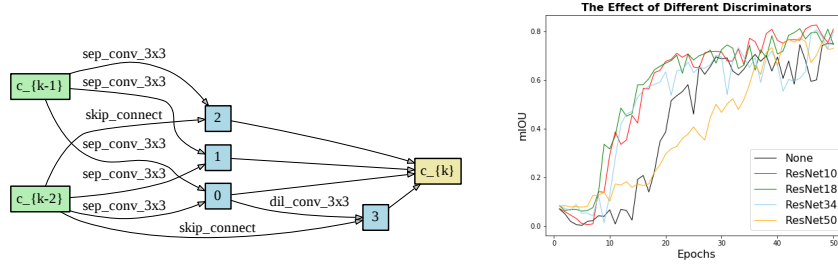 sep_conv_3x3
c_{k-1}
sep_conv_3x3
skip_connect
2
sep_conv_3x3
1
c_{k}
sep_conv_3x3
c_{k-2}
0
dil_conv_3x3
sep_conv_3x3
3
skip_connect
The Effect of Different Discriminators
mIOU
0.8
0.6
0.4
0.2
0.0
None
ResNet10
ResNet18
ResNet34
ResNet50
0 10 20 30 40 50
Epochs